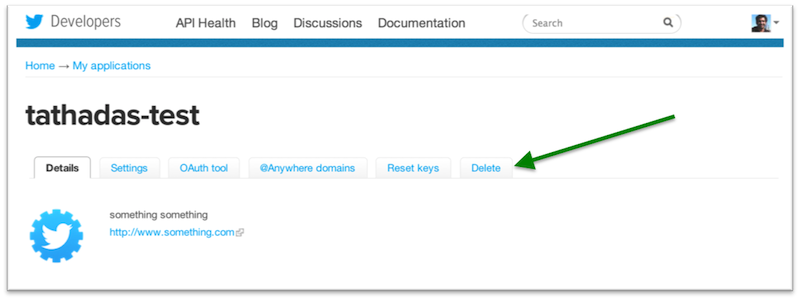 Developers API Health Blog Discussions Documentation Search
Home → My applications
tathadas-test
Details Settings OAuth tool @Anywhere domains Reset keys Delete
something something
http://www.something.com